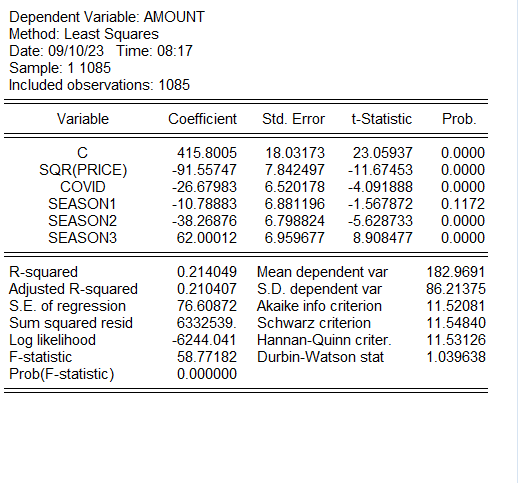 Dependent Variable: AMOUNT
Method: Least Squares
Date: 09/10/23 Time: 08:17
Sample: 1 1085
Included observations: 1085
Variable Coefficient Std. Error t-Statistic Prob.
C 415.8005 18.03173 23.05937 0.0000
SQR(PRICE) -91.55747 7.842497 -11.67453 0.0000
COVID -26.67983 6.520178 -4.091888 0.0000
SEASON1 -10.78883 6.881196 -1.567872 0.1172
SEASON2 -38.26876 6.798824 -5.628733 0.0000
SEASON3 62.00012 6.959677 8.908477 0.0000
R-squared 0.214049 Mean dependent var 182.9691
Adjusted R-squared 0.210407 S.D. dependent var 86.21375
S.E. of regression 76.60872 Akaike info criterion 11.52081
Sum squared resid 6332539. Schwarz criterion 11.54840
Log likelihood -6244.041 Hannan-Quinn criter. 11.53126
F-statistic 58.77182 Durbin-Watson stat 1.039638
Prob(F-statistic) 0.000000